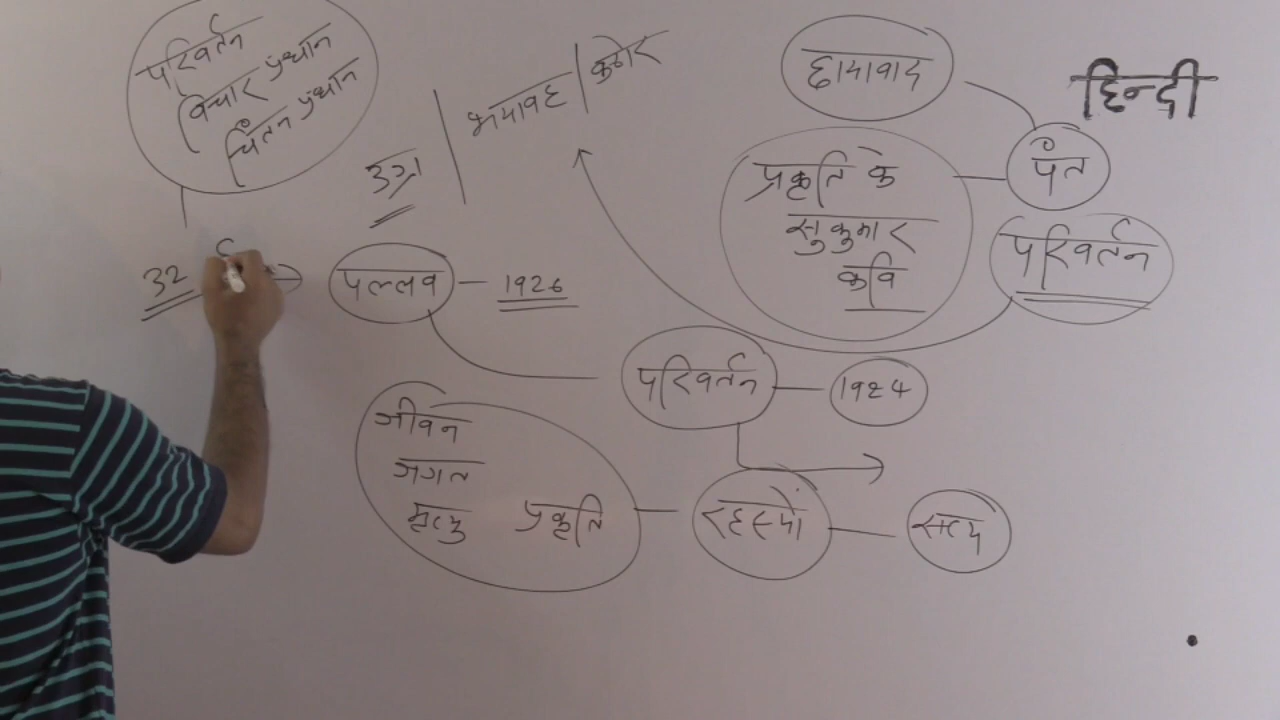 परिवर्तन
विचार प्रधान
चिंतन प्रधान
उग्र
भयावह | कठोर
छायावाद
हिन्दी
पंत
प्रकृति के
सुकुमार
कवि
परिवर्तन
32
पल्लव - 1926
परिवर्तन - 1924
जीवन
जगत
मृत्यु प्रकृति
रहस्यों
सत्य